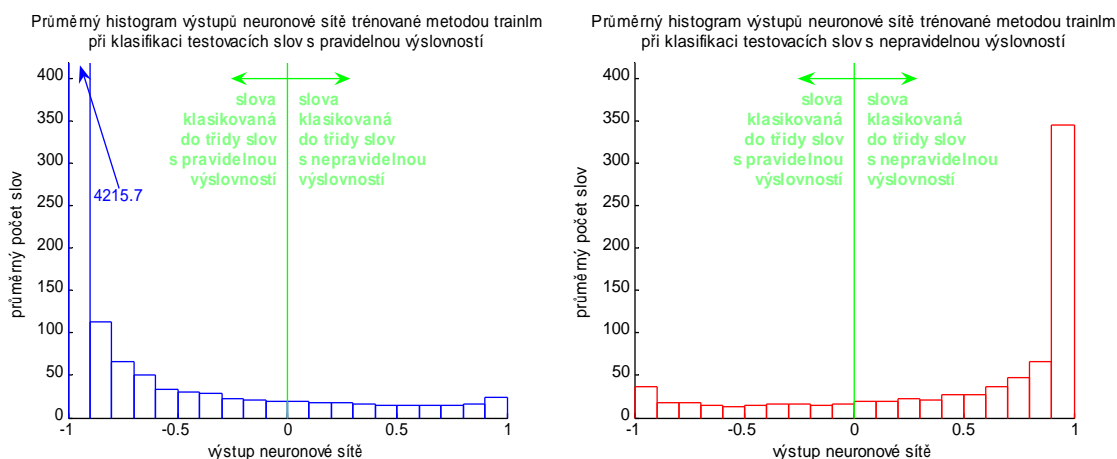 Průměrný histogram výstupů neuronové sítě trénované metodou trainlm
při klasifikaci testovacích slov s pravidelnou výslovností
400
350
300
250
200
150
100
50
0
průměrný počet slov
4215.7
slova
klasikovaná
do třidy slov
s pravidelnou
výslovností
slova
klasikovaná
do třidy slov
s nepravidelnou
výslovností
-1
-0.5
0
0.5
1
výstup neuronové sítě
Průměrný histogram výstupů neuronové sítě trénované metodou trainlm
při klasifikaci testovacích slov s nepravidelnou výslovností
400
350
300
250
200
150
100
50
0
průměrný počet slov
slova
klasikovaná
do třidy slov
s pravidelnou
výslovností
slova
klasikovaná
do třidy slov
s nepravidelnou
výslovností
-1
-0.5
0
0.5
1
výstup neuronové sítě